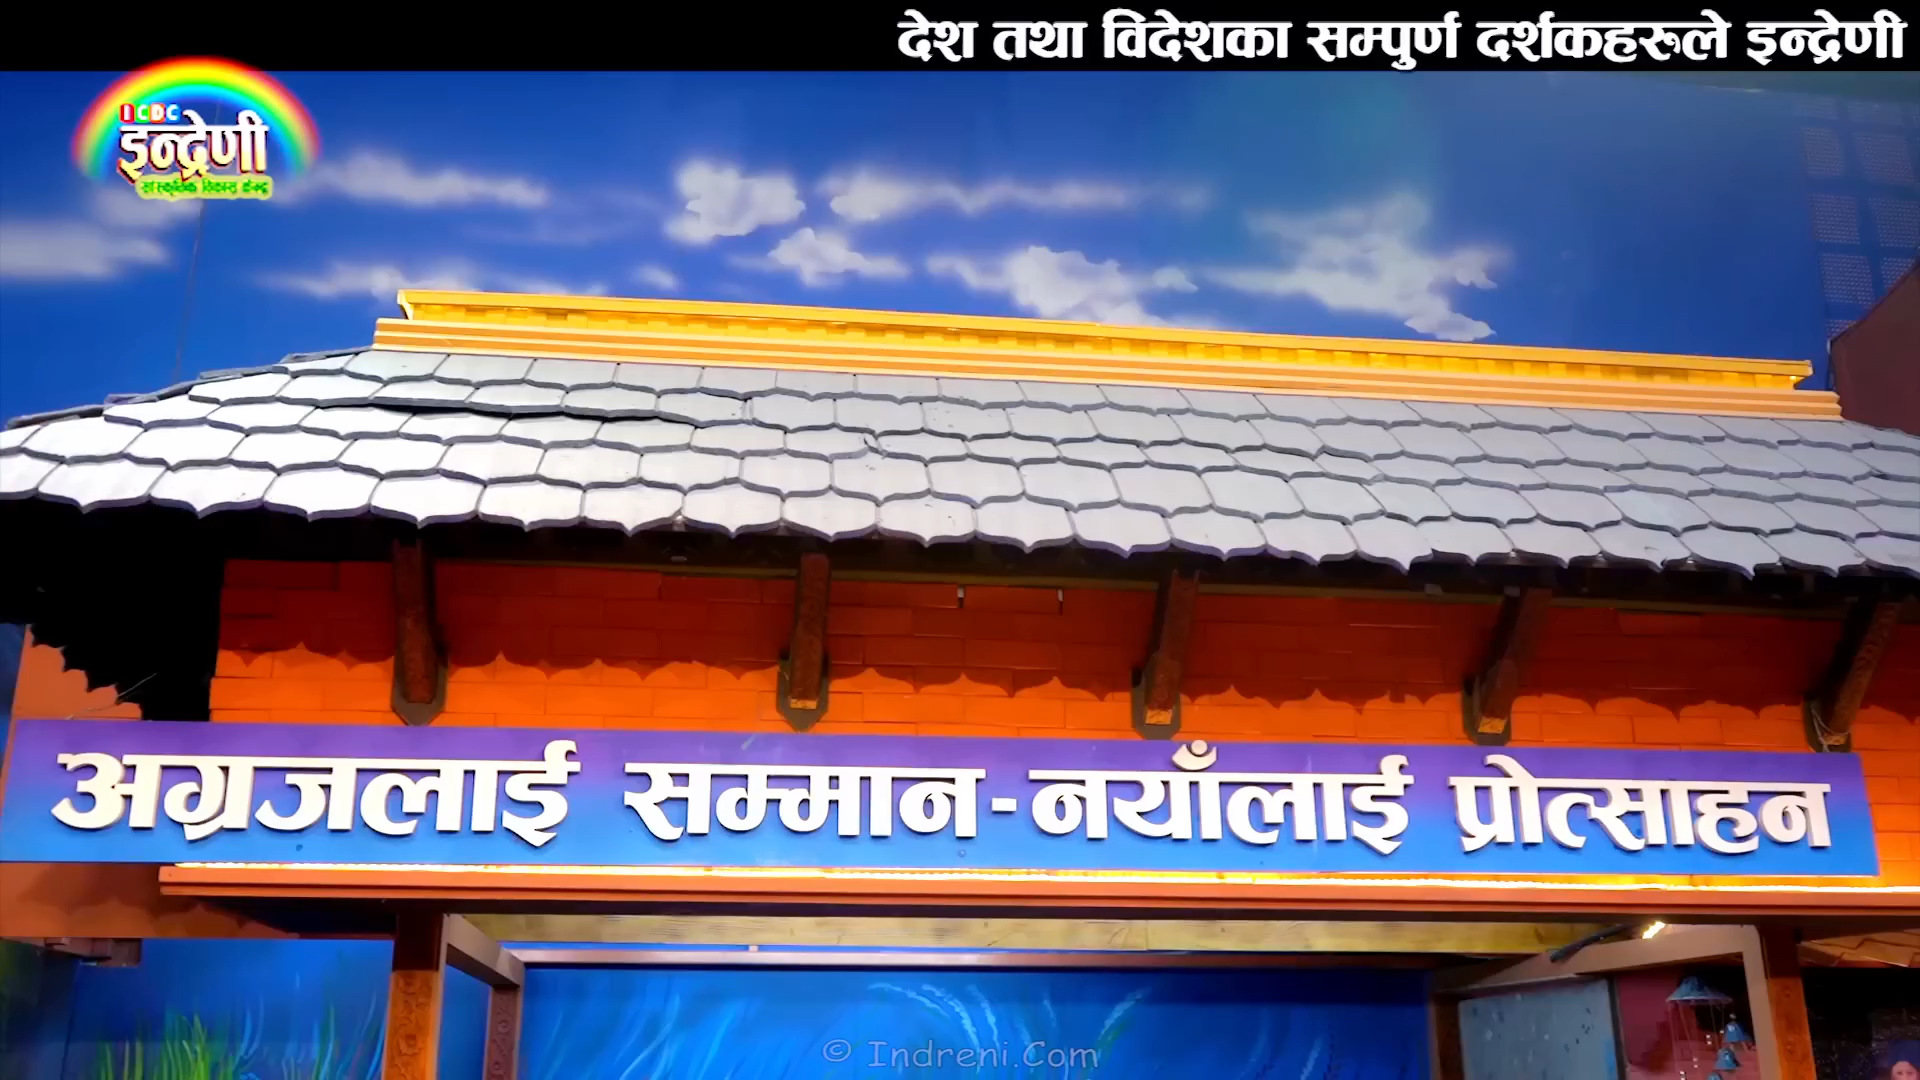 देश तथा विदेशका सम्पुर्ण दर्शकहरूले इन्द्रेणी
ICDC
इन्द्रेणी
सांस्कृतिक विकास केन्द्र
अग्रजलाई सम्मान - नयाँलाई प्रोत्साहन
© Indreni.Com